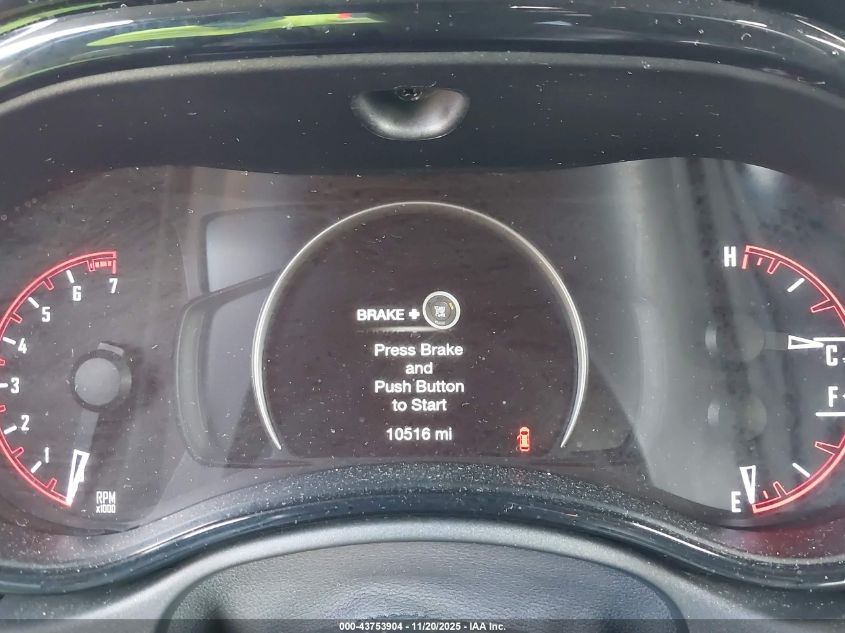 H
6
7
5
4
3
2
1
RPM
x1000
BRAKE +
Press Brake
and
Push Button
to Start
10516 mi
C
F
E
000-43753904 - 11/20/2025 - IAA Inc.